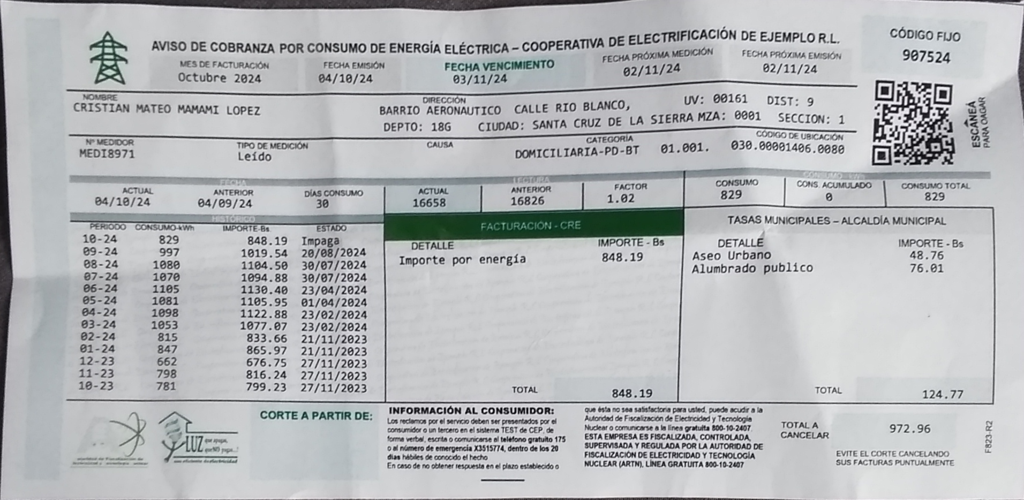 AVISO DE COBRANZA POR CONSUMO DE ENERGÍA ELÉCTRICA – COOPERATIVA DE ELECTRIFICACIÓN DE EJEMPLO R.L.
CÓDIGO FIJO
907524
MES DE FACTURACIÓN FECHA EMISIÓN FECHA VENCIMIENTO FECHA PRÓXIMA MEDICIÓN FECHA PRÓXIMA EMISIÓN
Octubre 2024 04/10/24 03/11/24 02/11/24 02/11/24
NOMBRE DIRECCIÓN
CRISTIAN MATEO MAMAMI LOPEZ BARRIO AERONAUTICO CALLE RIO BLANCO, UV: 00161 DIST: 9
DEPTO: 18G CIUDAD: SANTA CRUZ DE LA SIERRA MZA: 0001 SECCION: 1
ESCANEÁ PARA PAGAR
Nº MEDIDOR TIPO DE MEDICIÓN CAUSA CATEGORÍA CÓDIGO DE UBICACIÓN
MEDI8971 Leído DOMICILIARIA-PD-BT 01.001. 030.00001406.0080
FECHA LECTURA CONSUMO - kWh
ACTUAL ANTERIOR DÍAS CONSUMO ACTUAL ANTERIOR FACTOR CONSUMO CONS. ACUMULADO CONSUMO TOTAL
04/10/24 04/09/24 30 16658 16826 1.02 829 0 829
HISTÓRICO
PERIODO CONSUMO-kWh IMPORTE-Bs ESTADO
10-24 829 848.19 Impaga
09-24 997 1019.54 20/08/2024
08-24 1080 1104.50 30/07/2024
07-24 1070 1094.88 30/07/2024
06-24 1105 1130.40 23/04/2024
05-24 1081 1105.95 01/04/2024
04-24 1098 1122.88 23/02/2024
03-24 1053 1077.07 23/02/2024
02-24 815 833.66 21/11/2023
01-24 847 865.97 21/11/2023
12-23 662 676.75 27/11/2023
11-23 798 816.24 27/11/2023
10-23 781 799.23 27/11/2023
FACTURACIÓN - CRE
DETALLE IMPORTE - Bs
Importe por energía 848.19
TOTAL 848.19
TASAS MUNICIPALES – ALCALDÍA MUNICIPAL
DETALLE IMPORTE - Bs
Aseo Urbano 48.76
Alumbrado publico 76.01
TOTAL 124.77
LUZ
CORTE A PARTIR DE:
INFORMACIÓN AL CONSUMIDOR:
Los reclamos por el servicio deben ser presentados por el
consumidor o un tercero en el sistema TEST de CEP, de
forma verbal, escrita o comunicarse al teléfono gratuito 175
o al número de emergencia X3515774, dentro de los 20
días hábiles de conocido el hecho
En caso de no obtener respuesta en el plazo establecido o
que ésta no sea satisfactoria para usted, puede acudir a la
Autoridad de Fiscalización de Electricidad y Tecnología
Nuclear o comunicarse a la línea gratuita 800-10-2407.
ESTA EMPRESA ES FISCALIZADA, CONTROLADA,
SUPERVISADA Y REGULADA POR LA AUTORIDAD DE
FISCALIZACIÓN DE ELECTRICIDAD Y TECNOLOGÍA
NUCLEAR (ARTN), LÍNEA GRATUITA 800-10-2407
TOTAL A
CANCELAR
972.96
EVITE EL CORTE CANCELANDO
SUS FACTURAS PUNTUALMENTE
F823-R2